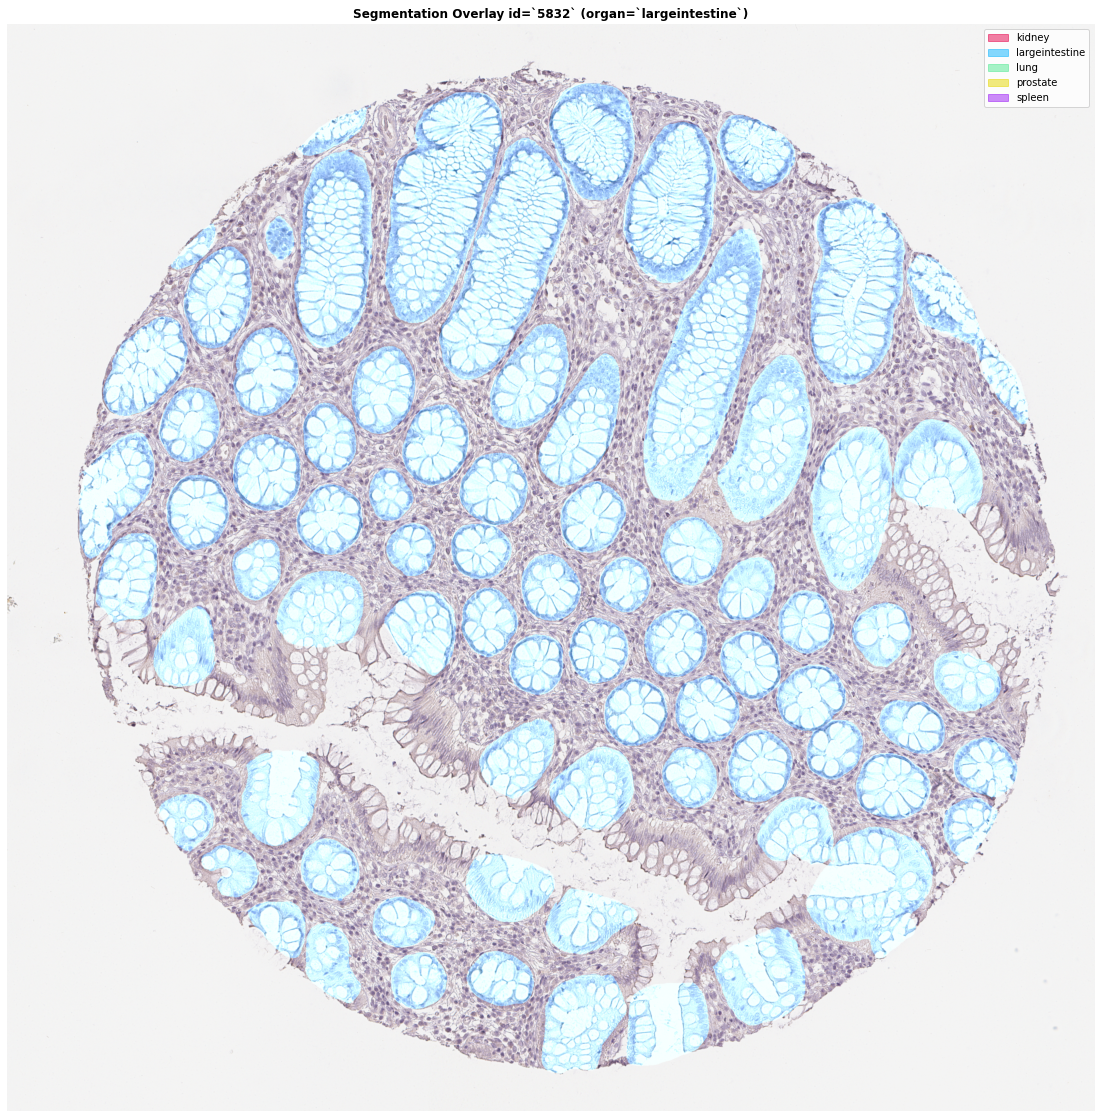 Segmentation Overlay id=`5832` (organ=`largeintestine`)
kidney
largeintestine
lung
prostate
spleen